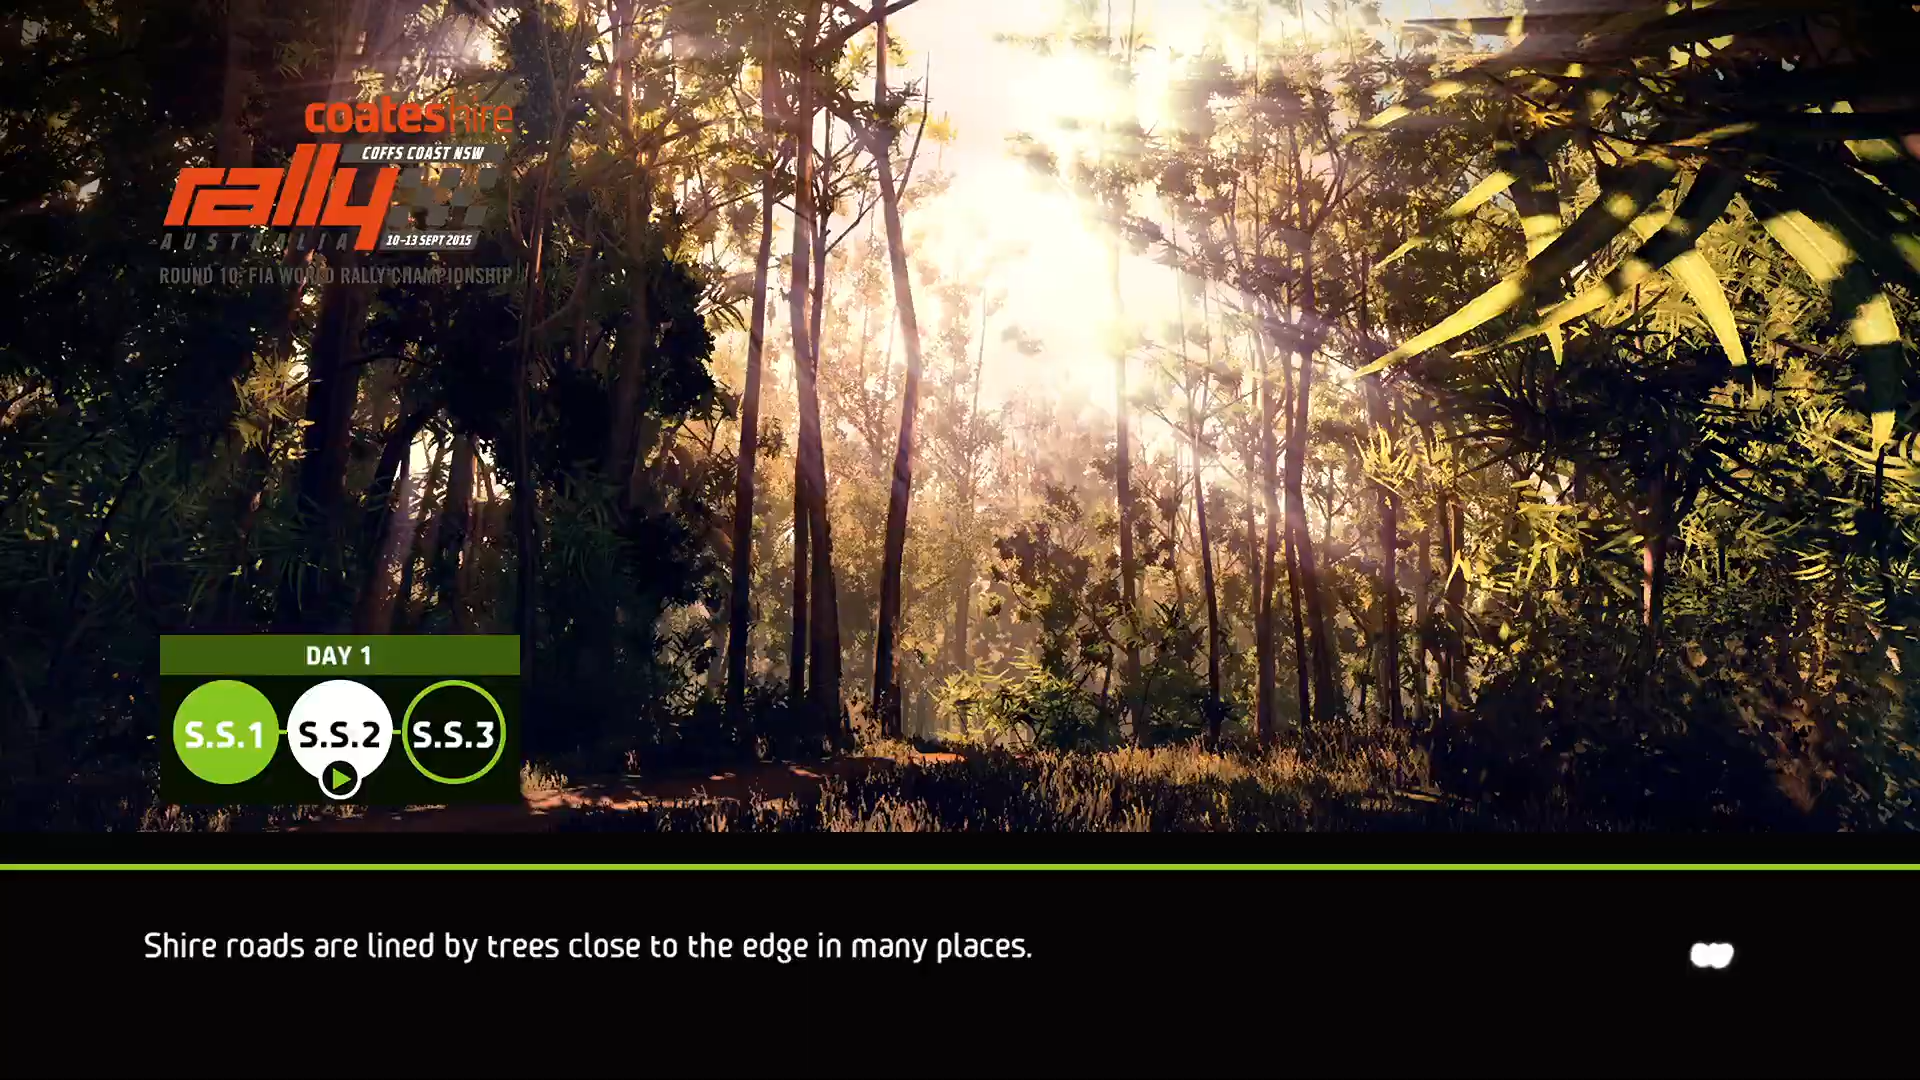 coateshire
COFFS COAST NSW
rally
AUSTRALIA
10-13 SEPT 2015
ROUND 10: FIA WORLD RALLY CHAMPIONSHIP
DAY 1
S.S.1 S.S.2 S.S.3
Shire roads are lined by trees close to the edge in many places.